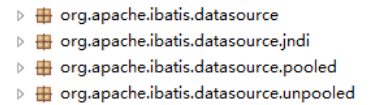 org.apache.ibatis.datasource
org.apache.ibatis.datasource.jndi
org.apache.ibatis.datasource.pooled
org.apache.ibatis.datasource.unpooled